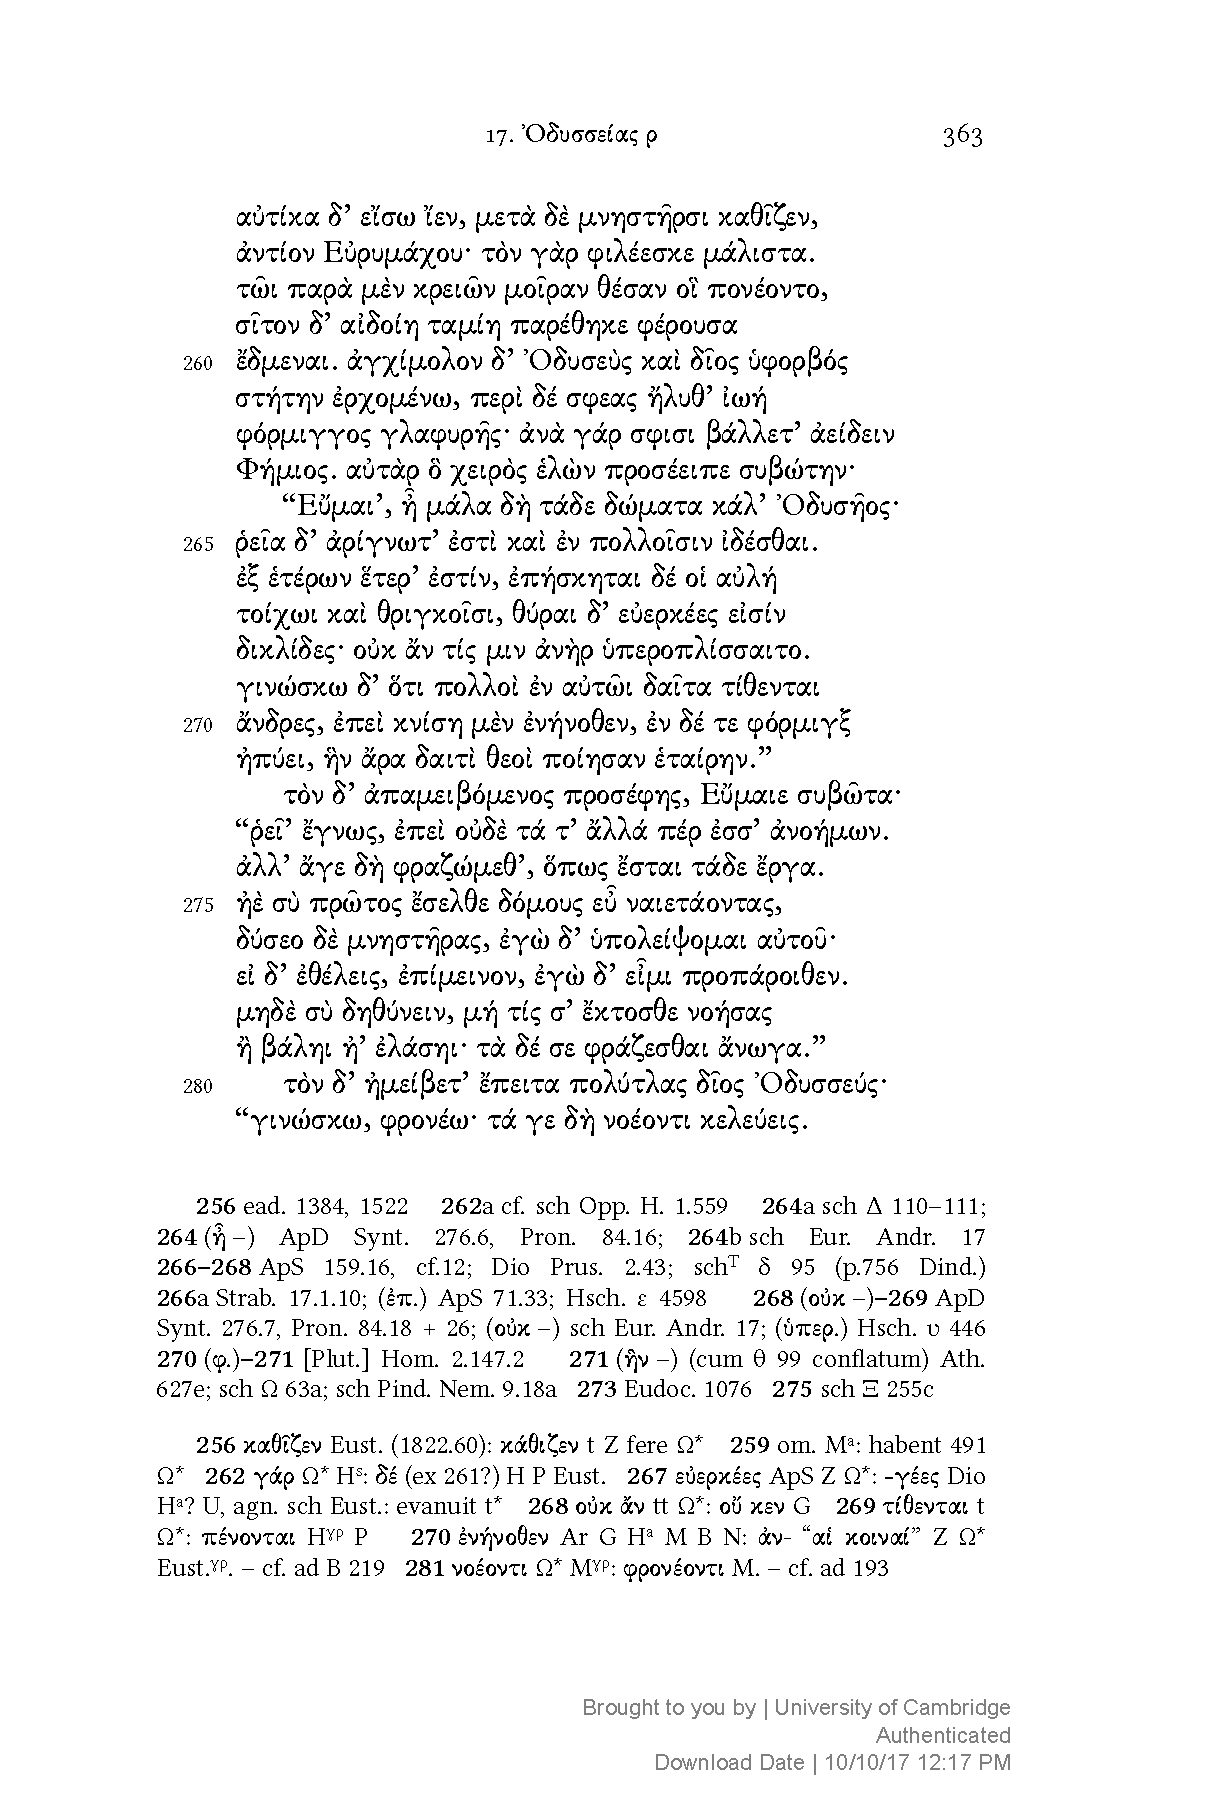 17. Ὀδυσσείας ρ 363
αὐτίκα δ’ εἴσω ἴεν, μετὰ δὲ μνηστῆρσι καθῖζεν,
ἀντίον Εὐρυμάχου· τὸν γὰρ φιλέεσκε μάλιστα.
τῶι παρὰ μὲν κρειῶν μοῖραν θέσαν οἳ πονέοντο,
σῖτον δ’ αἰδοίη ταμίη παρέθηκε φέρουσα
260 ἔδμεναι. ἀγχίμολον δ’ Ὀδυσεὺς καὶ δῖος ὑφορβός
στήτην ἐρχομένω, περὶ δέ σφεας ἤλυθ’ ἰωή
φόρμιγγος γλαφυρῆς· ἀνὰ γάρ σφισι βάλλετ’ ἀείδειν
Φήμιος. αὐτὰρ ὃ χειρὸς ἑλὼν προσέειπε συβώτην·
“Εὔμαι’, ἦ μάλα δὴ τάδε δώματα κάλ’ Ὀδυσῆος·
265 ῥεῖα δ’ ἀρίγνωτ’ ἐστὶ καὶ ἐν πολλοῖσιν ἰδέσθαι.
ἐξ ἑτέρων ἕτερ’ ἐστίν, ἐπήσκηται δέ οἱ αὐλή
τοίχωι καὶ θριγκοῖσι, θύραι δ’ εὐερκέες εἰσίν
δικλίδες· οὐκ ἄν τίς μιν ἀνὴρ ὑπεροπλίσσαιτο.
γινώσκω δ’ ὅτι πολλοὶ ἐν αὐτῶι δαῖτα τίθενται
270 ἄνδρες, ἐπεὶ κνίση μὲν ἐνήνοθεν, ἐν δέ τε φόρμιγξ
ἠπύει, ἣν ἄρα δαιτὶ θεοὶ ποίησαν ἑταίρην.”
τὸν δ’ ἀπαμειβόμενος προσέφης, Εὔμαιε συβῶτα·
“ῥεῖ’ ἔγνως, ἐπεὶ οὐδὲ τά τ’ ἄλλά πέρ ἐσσ’ ἀνοήμων.
ἀλλ’ ἄγε δὴ φραζώμεθ’, ὅπως ἔσται τάδε ἔργα.
275 ἠὲ σὺ πρῶτος ἔσελθε δόμους εὖ ναιετάοντας,
δύσεο δὲ μνηστῆρας, ἐγὼ δ’ ὑπολείψομαι αὐτοῦ·
εἰ δ’ ἐθέλεις, ἐπίμεινον, ἐγὼ δ’ εἶμι προπάροιθεν.
μηδὲ σὺ δηθύνειν, μή τίς σ’ ἔκτοσθε νοήσας
ἢ βάληι ἠ’ ἐλάσηι· τὰ δέ σε φράζεσθαι ἄνωγα.”
280 τὸν δ’ ἠμείβετ’ ἔπειτα πολύτλας δῖος Ὀδυσσεύς·
“γινώσκω, φρονέω· τά γε δὴ νοέοντι κελεύεις.
256 ead. 1384, 1522 262a cf. sch Opp. H. 1.559 264a sch Δ 110–111;
264 (ἦ –) ApD Synt. 276.6, Pron. 84.16; 264b sch Eur. Andr. 17
266–268 ApS 159.16, cf.12; Dio Prus. 2.43; schᵀ δ 95 (p.756 Dind.)
266a Strab. 17.1.10; (ἐπ.) ApS 71.33; Hsch. ε 4598 268 (οὐκ –)–269 ApD
Synt. 276.7, Pron. 84.18 + 26; (οὐκ –) sch Eur. Andr. 17; (ὑπερ.) Hsch. υ 446
270 (φ.)–271 [Plut.] Hom. 2.147.2 271 (ἣν –) (cum θ 99 conflatum) Ath.
627e; sch Ω 63a; sch Pind. Nem. 9.18a 273 Eudoc. 1076 275 sch Ξ 255c
256 καθῖζεν Eust. (1822.60): κάθιζεν t Z fere Ω* 259 om. Mᵃ: habent 491
Ω* 262 γάρ Ω* Hˢ: δέ (ex 261?) H P Eust. 267 εὐερκέες ApS Z Ω*: -γέες Dio
Hᵃ? U, agn. sch Eust.: evanuit t* 268 οὐκ ἄν tt Ω*: οὔ κεν G 269 τίθενται t
Ω*: πένονται Hᵞᵖ P 270 ἐνήνοθεν Ar G Hᵃ M B N: ἀν- “αἱ κοιναί” Z Ω*
Eust.ᵞᵖ. – cf. ad B 219 281 νοέοντι Ω* Mᵞᵖ: φρονέοντι M. – cf. ad 193
Brought to you by | University of Cambridge
Authenticated
Download Date | 10/10/17 12:17 PM